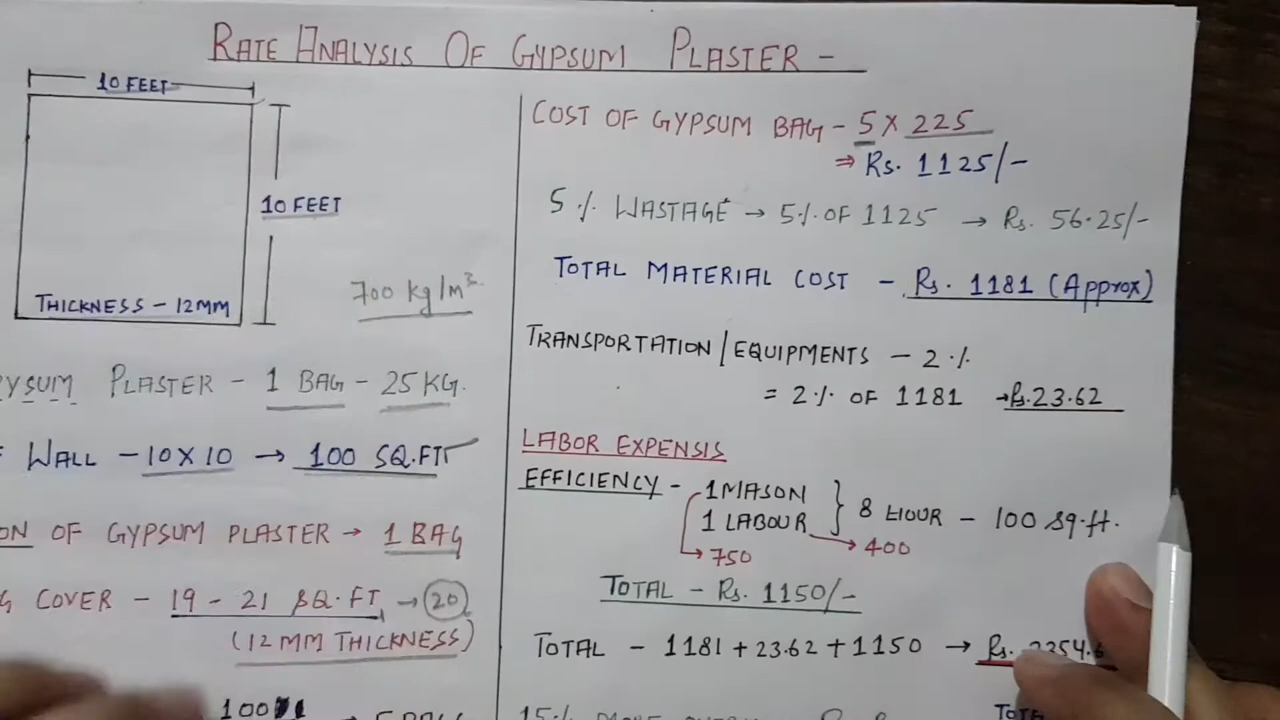 RATE ANALYSIS OF GYPSUM PLASTER -
10 FEET
10 FEET
THICKNESS - 12MM
700 kg/m³
PLASTER - 1 BAG - 25 KG.
WALL - 10 X 10 → 100 SQ.FT
OF GYPSUM PLASTER → 1 BAG
COVER - 19 - 21 SQ.FT → 20
(12 MM THICKNESS)
100
COST OF GYPSUM BAG - 5 X 225
⇒ Rs. 1125/-
5 % WASTAGE → 5% OF 1125 → Rs. 56.25/-
TOTAL MATERIAL COST - Rs. 1181 (Approx)
TRANSPORTATION / EQUIPMENTS - 2 %
= 2 % OF 1181 → Rs. 23.62
LABOR EXPENSIS
EFFICIENCY - 1 MASON
1 LABOUR } 8 HOUR - 100 sq.ft.
→ 750 → 400
TOTAL - Rs. 1150/-
TOTAL - 1181 + 23.62 + 1150 → Rs.
15 %